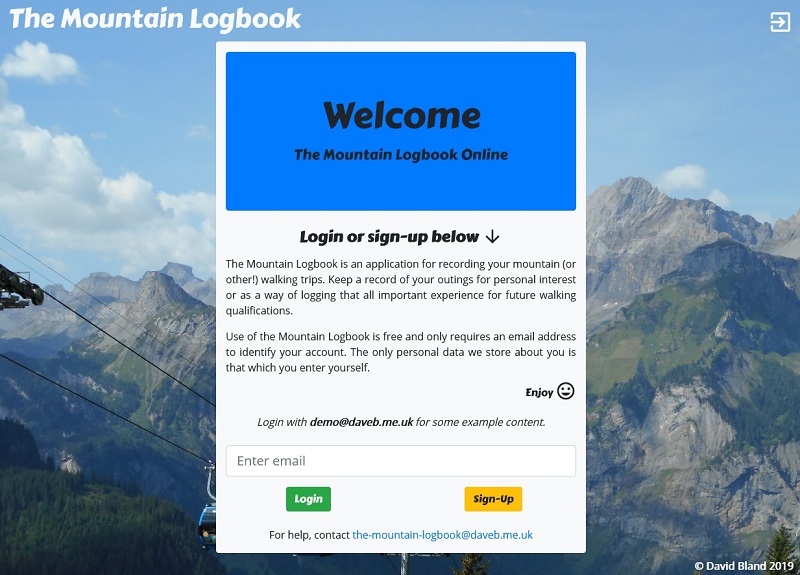 The Mountain Logbook
Welcome
The Mountain Logbook Online
Login or sign-up below
The Mountain Logbook is an application for recording your mountain (or
other!) walking trips. Keep a record of your outings for personal interest
or as a way of logging that all important experience for future walking
qualifications.
Use of the Mountain Logbook is free and only requires an email address
to identify your account. The only personal data we store about you is
that which you enter yourself.
Enjoy
Login with demo@daveb.me.uk for some example content.
Enter email
Login
Sign-Up
For help, contact the-mountain-logbook@daveb.me.uk
© David Bland 2019